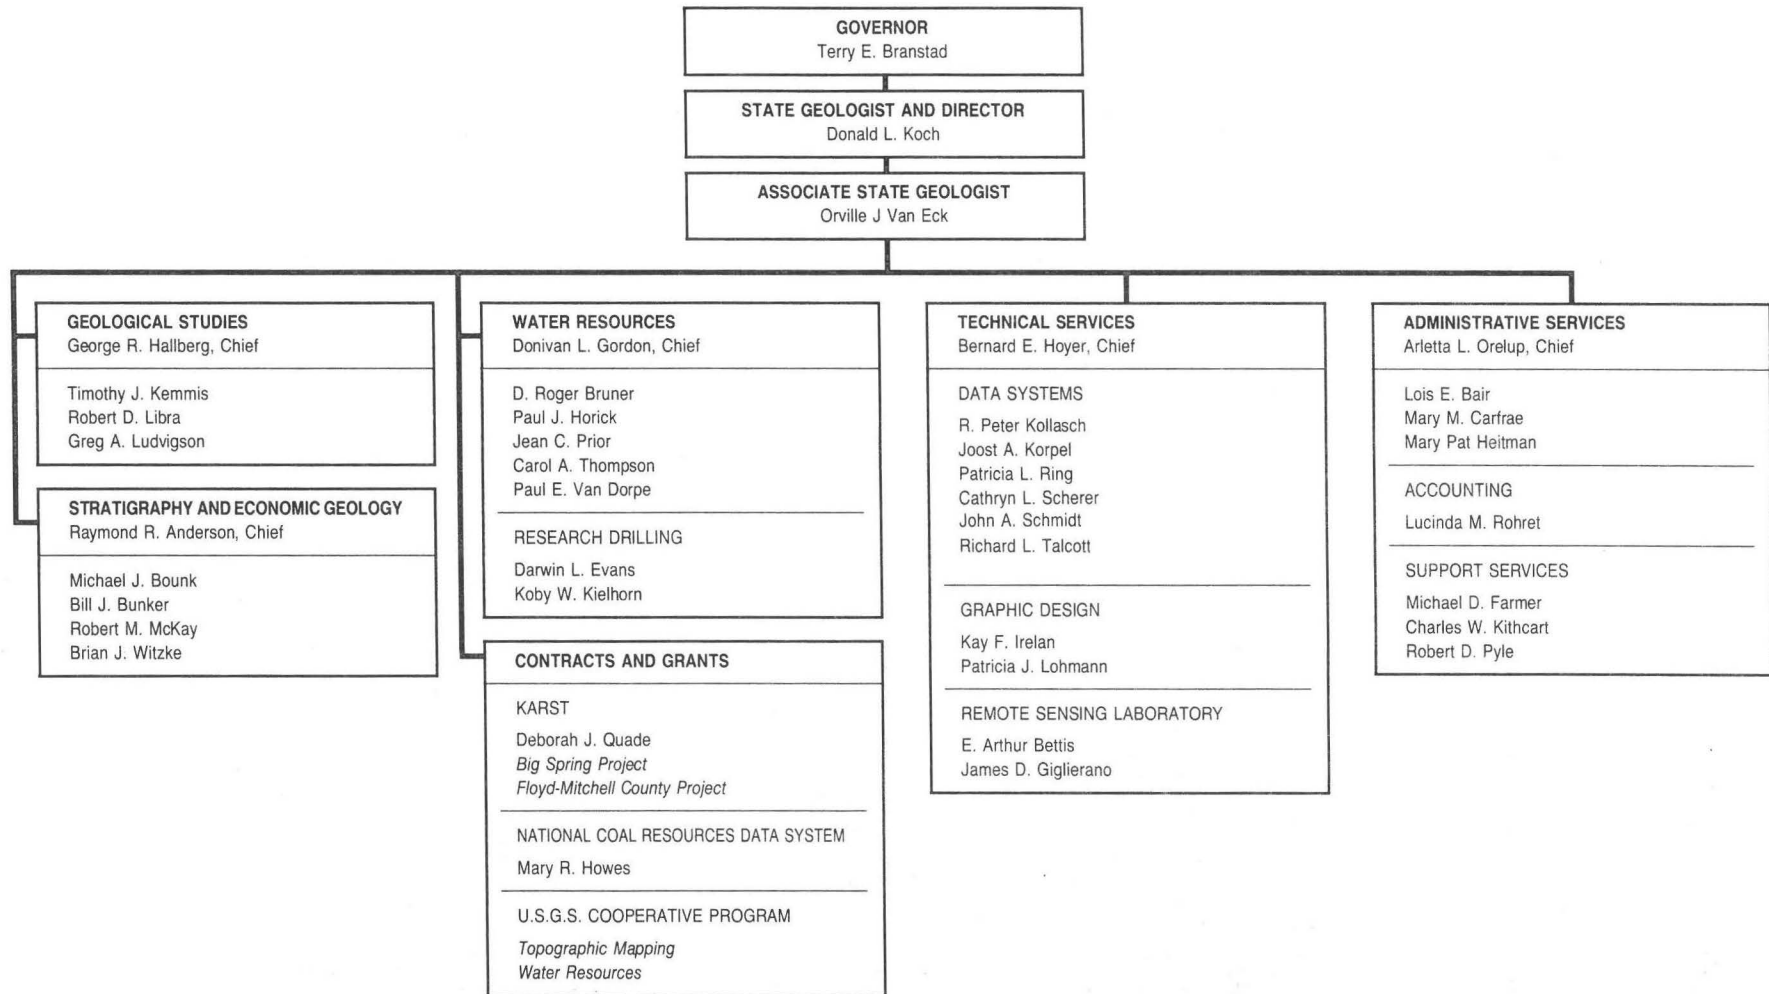 GOVERNOR
Terry E. Branstad
STATE GEOLOGIST AND DIRECTOR
Donald L. Koch
ASSOCIATE STATE GEOLOGIST
Orville J Van Eck
GEOLOGICAL STUDIES
George R. Hallberg, Chief
Timothy J. Kemmis
Robert D. Libra
Greg A. Ludvigson
STRATIGRAPHY AND ECONOMIC GEOLOGY
Raymond R. Anderson, Chief
Michael J. Bounk
Bill J. Bunker
Robert M. McKay
Brian J. Witzke
WATER RESOURCES
Donivan L. Gordon, Chief
D. Roger Bruner
Paul J. Horick
Jean C. Prior
Carol A. Thompson
Paul E. Van Dorpe
RESEARCH DRILLING
Darwin L. Evans
Koby W. Kielhorn
CONTRACTS AND GRANTS
KARST
Deborah J. Quade
Big Spring Project
Floyd-Mitchell County Project
NATIONAL COAL RESOURCES DATA SYSTEM
Mary R. Howes
U.S.G.S. COOPERATIVE PROGRAM
Topographic Mapping
Water Resources
TECHNICAL SERVICES
Bernard E. Hoyer, Chief
DATA SYSTEMS
R. Peter Kollasch
Joost A. Korpel
Patricia L. Ring
Cathryn L. Scherer
John A. Schmidt
Richard L. Talcott
GRAPHIC DESIGN
Kay F. Irelan
Patricia J. Lohmann
REMOTE SENSING LABORATORY
E. Arthur Bettis
James D. Giglierano
ADMINISTRATIVE SERVICES
Arletta L. Orelup, Chief
Lois E. Bair
Mary M. Carfrae
Mary Pat Heitman
ACCOUNTING
Lucinda M. Rohret
SUPPORT SERVICES
Michael D. Farmer
Charles W. Kithcart
Robert D. Pyle